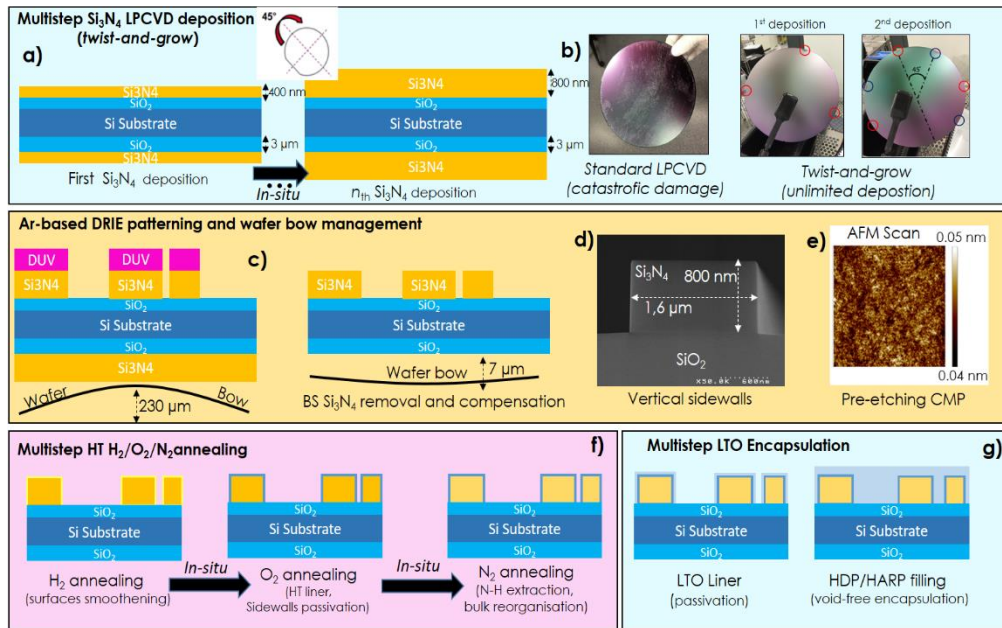 Multistep Si₃N₄ LPCVD deposition
(twist-and-grow)
45°
a)
Si3N4
400 nm
SiO₂
Si Substrate
SiO₂
3 µm
Si3N4
First Si₃N₄ deposition
In-situ
Si3N4
800 nm
SiO₂
Si Substrate
SiO₂
3 µm
Si3N4
nth Si₃N₄ deposition
b)
Standard LPCVD
(catastrofic damage)
1st deposition
2nd deposition
45°
Twist-and-grow
(unlimited depostion)
Ar-based DRIE patterning and wafer bow management
DUV
DUV
Si3N4
Si3N4
SiO₂
Si Substrate
SiO₂
Si3N4
Wafer
Bow
230 µm
c)
Si3N4
Si3N4
SiO₂
Si Substrate
SiO₂
Wafer bow
7 µm
BS Si₃N₄ removal and compensation
d)
Si₃N₄
800 nm
1,6 µm
SiO₂
X50.0K 600nm
Vertical sidewalls
e)
AFM Scan
0.05 nm
0.04 nm
Pre-etching CMP
Multistep HT H₂/O₂/N₂annealing
f)
SiO₂
Si Substrate
SiO₂
H₂ annealing
(surfaces smoothening)
In-situ
SiO₂
Si Substrate
SiO₂
O₂ annealing
(HT liner,
Sidewalls passivation)
In-situ
SiO₂
Si Substrate
SiO₂
N₂ annealing
(N-H extraction,
bulk reorganisation)
Multistep LTO Encapsulation
g)
SiO₂
Si Substrate
SiO₂
LTO Liner
(passivation)
SiO₂
Si Substrate
SiO₂
HDP/HARP filling
(void-free encapsulation)